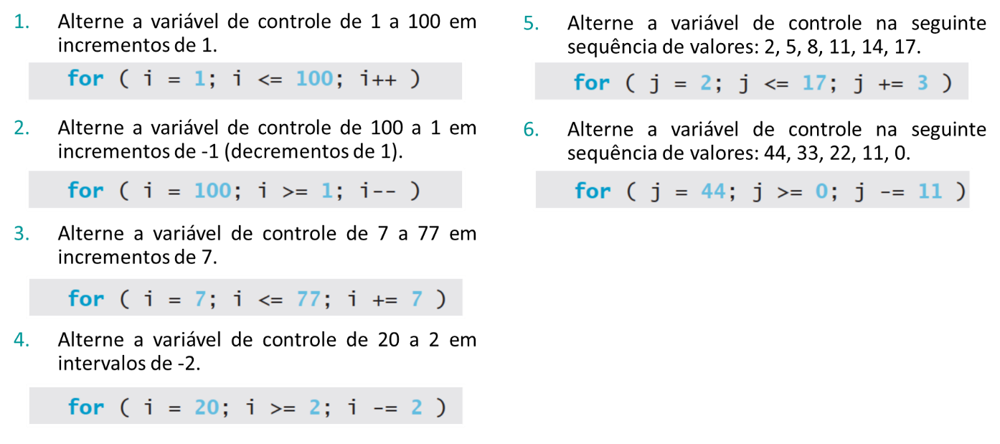 1. Alterne a variável de controle de 1 a 100 em
incrementos de 1.
for ( i = 1; i <= 100; i++ )
2. Alterne a variável de controle de 100 a 1 em
incrementos de -1 (decrementos de 1).
for ( i = 100; i >= 1; i-- )
3. Alterne a variável de controle de 7 a 77 em
incrementos de 7.
for ( i = 7; i <= 77; i += 7 )
4. Alterne a variável de controle de 20 a 2 em
intervalos de -2.
for ( i = 20; i >= 2; i -= 2 )
5. Alterne a variável de controle na seguinte
sequência de valores: 2, 5, 8, 11, 14, 17.
for ( j = 2; j <= 17; j += 3 )
6. Alterne a variável de controle na seguinte
sequência de valores: 44, 33, 22, 11, 0.
for ( j = 44; j >= 0; j -= 11 )